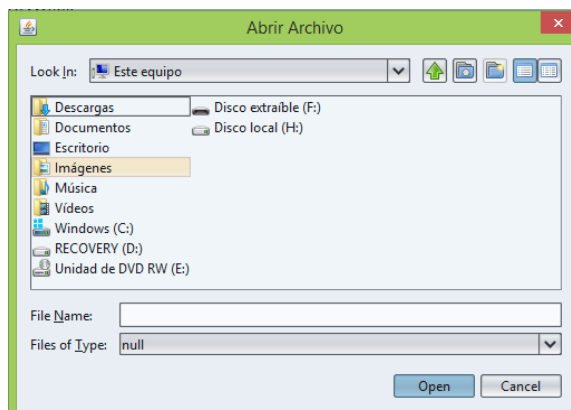 Abrir Archivo
Look In: Este equipo
Descargas Disco extraíble (F:)
Documentos Disco local (H:)
Escritorio
Imágenes
Música
Vídeos
Windows (C:)
RECOVERY (D:)
Unidad de DVD RW (E:)
File Name:
Files of Type: null
Open Cancel